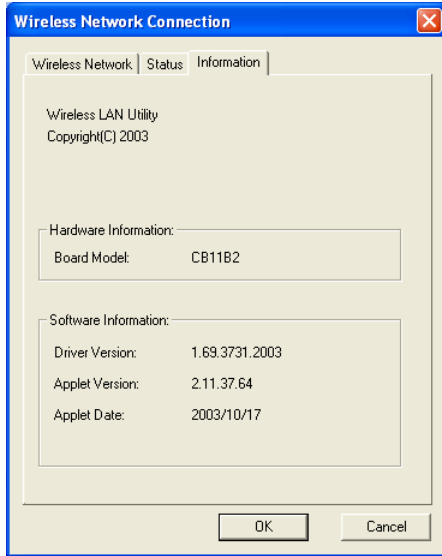 Wireless Network Connection
Wireless Network Status Information
Wireless LAN Utility
Copyright(C) 2003
Hardware Information:
Board Model: CB11B2
Software Information:
Driver Version: 1.69.3731.2003
Applet Version: 2.11.37.64
Applet Date: 2003/10/17
OK Cancel